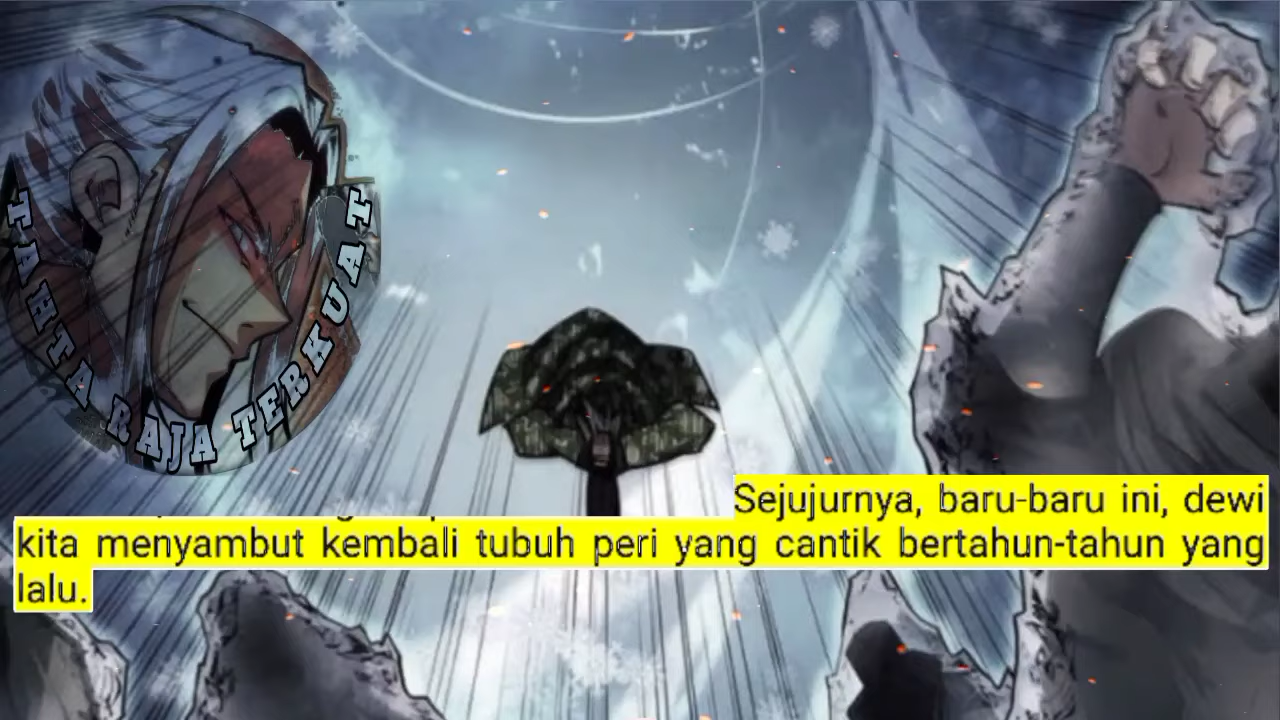 TAHTA RAJA TERKUAT
Sejujurnya, baru-baru ini, dewi
kita menyambut kembali tubuh peri yang cantik bertahun-tahun yang
lalu.